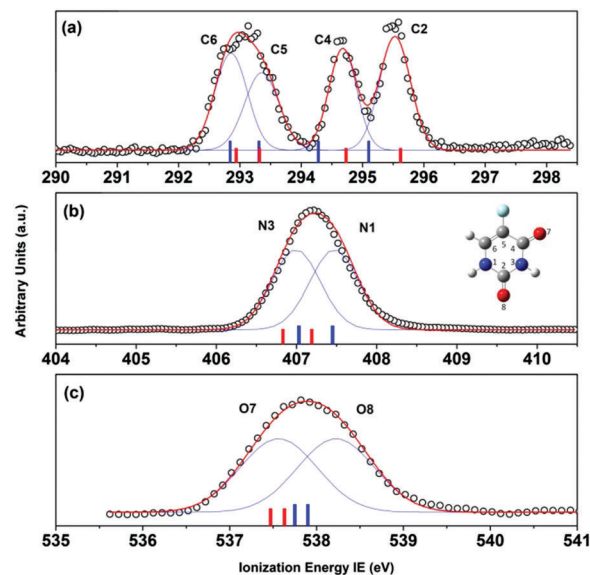 (a)
C6
C5
C4
C2
290 291 292 293 294 295 296 297 298
(b)
N3
N1
5
4
7
6
1
3
2
8
404 405 406 407 408 409 410
(c)
O7
O8
535 536 537 538 539 540 541
Arbitrary Units (a.u.)
Ionization Energy IE (eV)